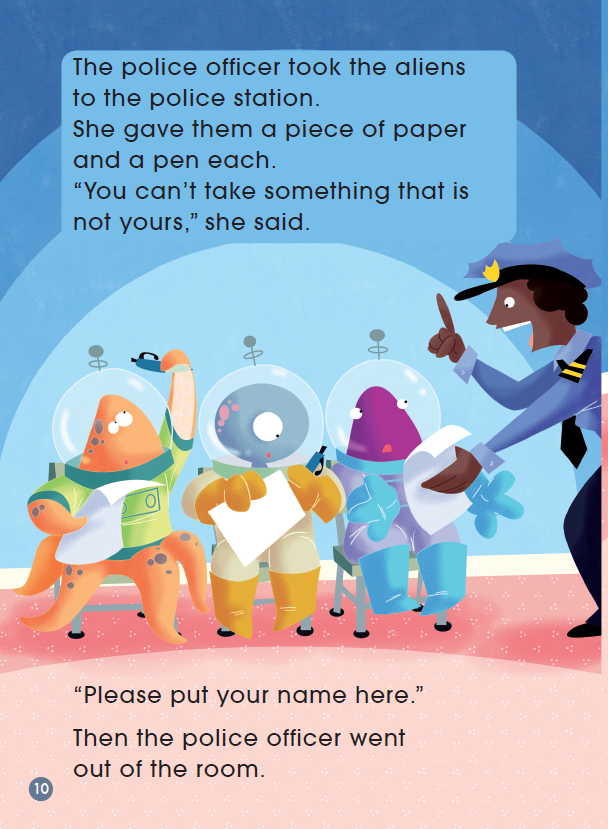 The police officer took the aliens
to the police station.
She gave them a piece of paper
and a pen each.
“You can’t take something that is
not yours,” she said.
“Please put your name here.”
Then the police officer went
out of the room.
10